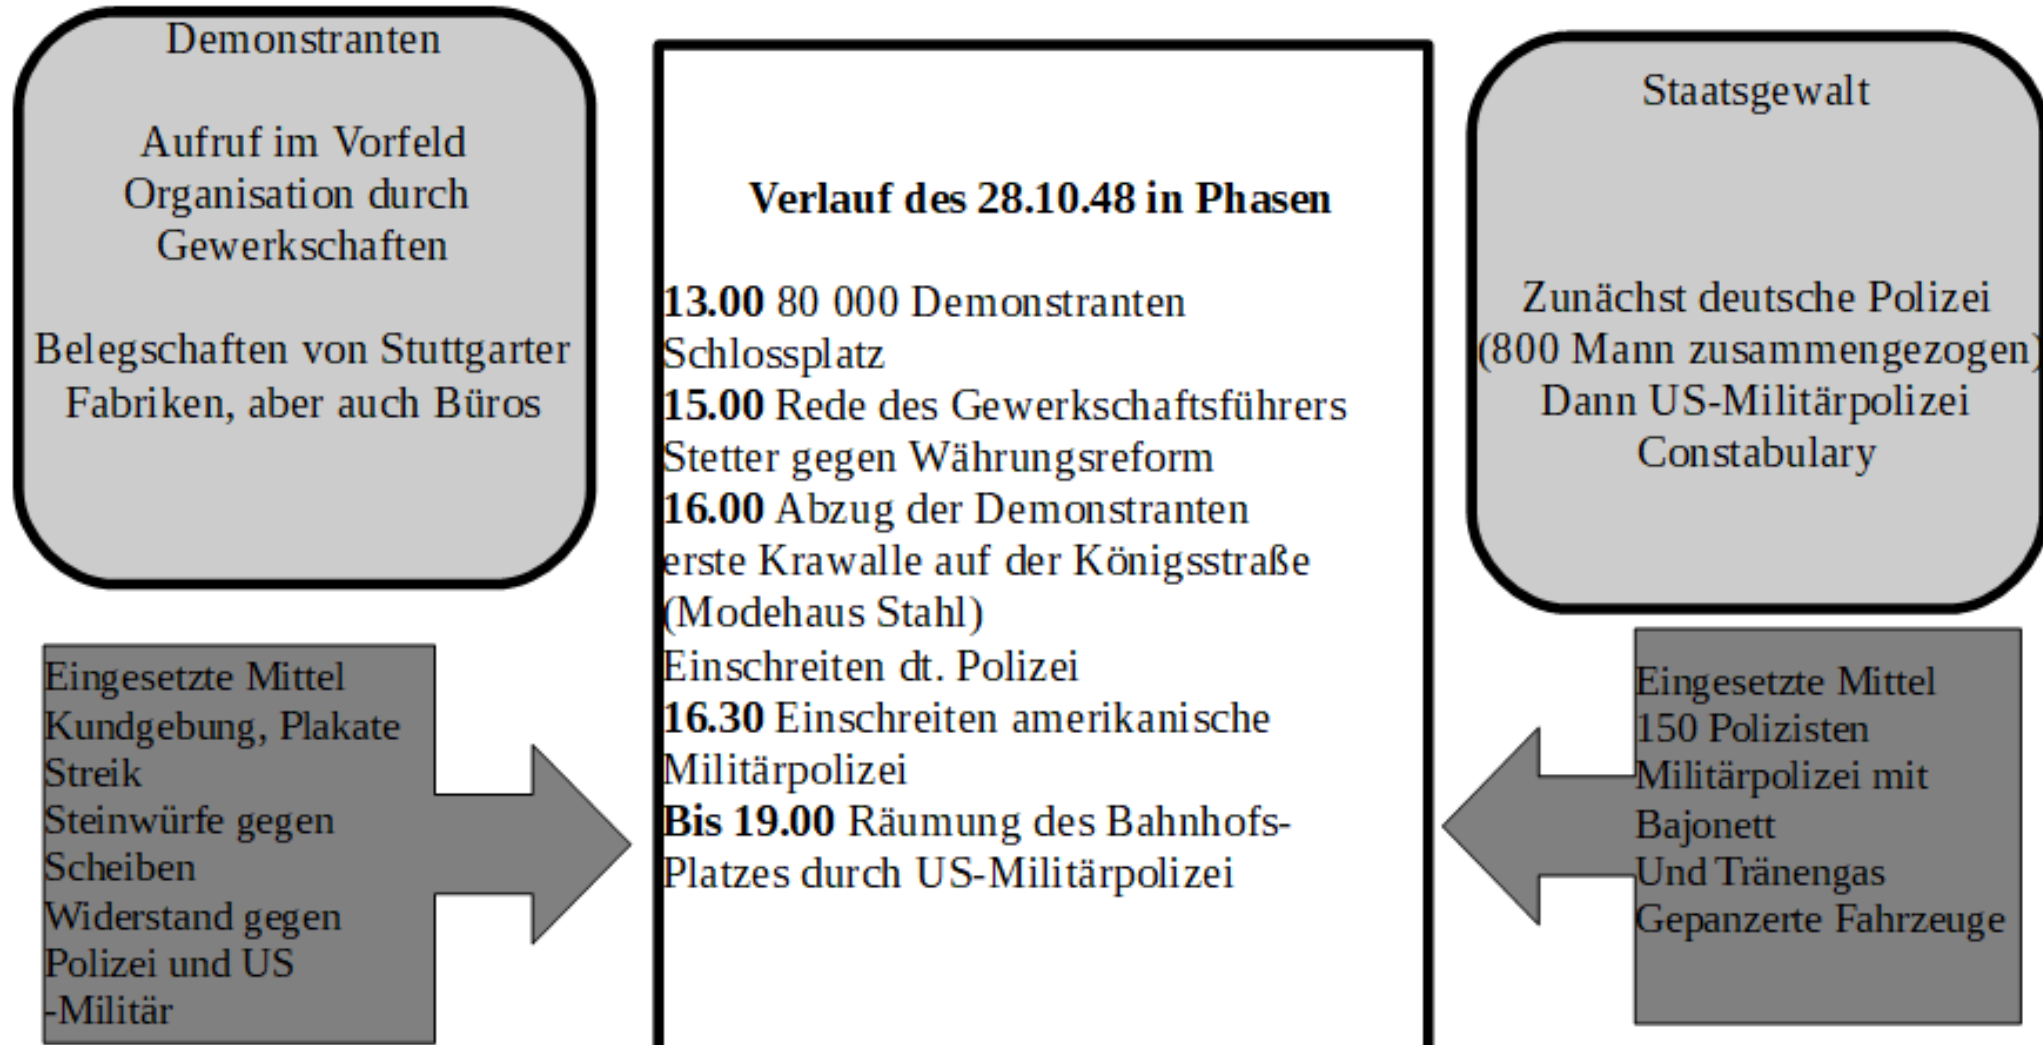 Demonstranten
Aufruf im Vorfeld
Organisation durch
Gewerkschaften
Belegschaften von Stuttgarter
Fabriken, aber auch Büros
Eingesetzte Mittel
Kundgebung, Plakate
Streik
Steinwürfe gegen
Scheiben
Widerstand gegen
Polizei und US
-Militär
Verlauf des 28.10.48 in Phasen
13.00 80 000 Demonstranten
Schlossplatz
15.00 Rede des Gewerkschaftsführers
Stetter gegen Währungsreform
16.00 Abzug der Demonstranten
erste Krawalle auf der Königsstraße
(Modehaus Stahl)
Einschreiten dt. Polizei
16.30 Einschreiten amerikanische
Militärpolizei
Bis 19.00 Räumung des Bahnhofs-
Platzes durch US-Militärpolizei
Staatsgewalt
Zunächst deutsche Polizei
(800 Mann zusammengezogen)
Dann US-Militärpolizei
Constabulary
Eingesetzte Mittel
150 Polizisten
Militärpolizei mit
Bajonett
Und Tränengas
Gepanzerte Fahrzeuge